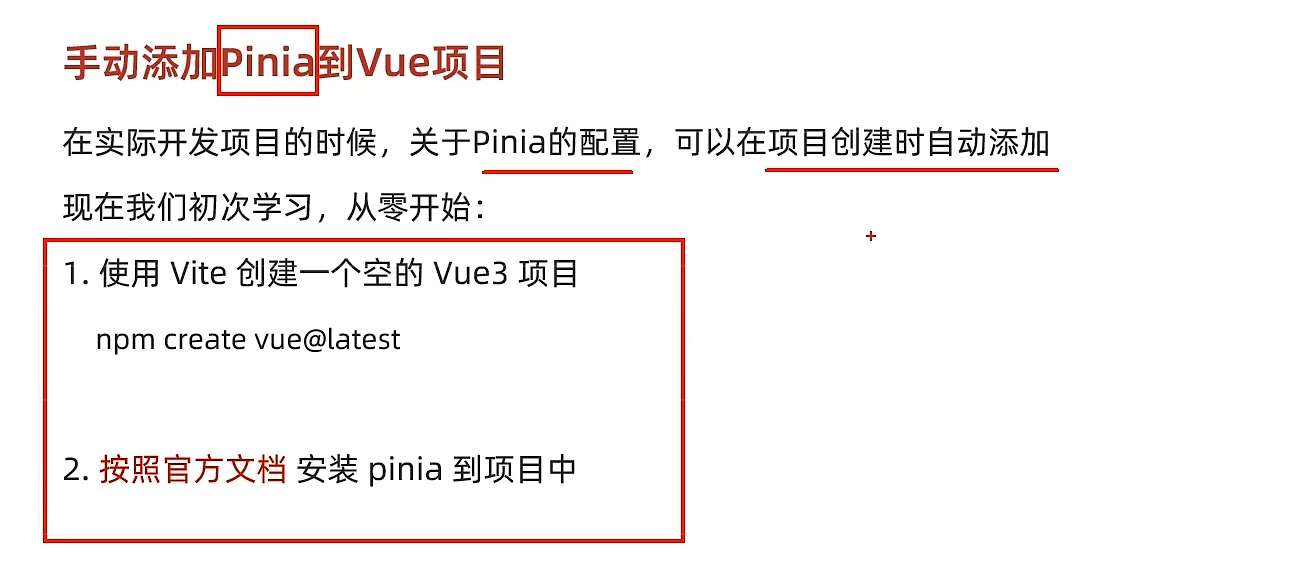 手动添加Pinia到Vue项目
在实际开发项目的时候，关于Pinia的配置，可以在项目创建时自动添加
现在我们初次学习，从零开始：
1. 使用 Vite 创建一个空的 Vue3 项目
npm create vue@latest
2. 按照官方文档 安装 pinia 到项目中